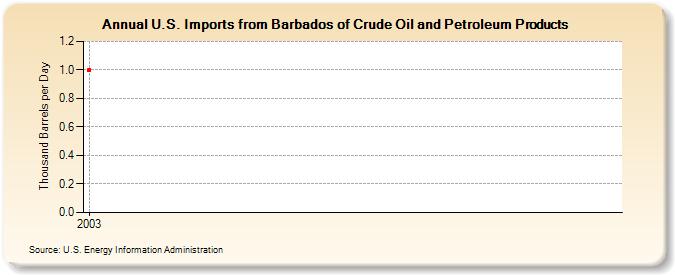 Annual U.S. Imports from Barbados of Crude Oil and Petroleum Products
Thousand Barrels per Day
1.2
1.0
0.8
0.6
0.4
0.2
0.0
2003
Source: U.S. Energy Information Administration